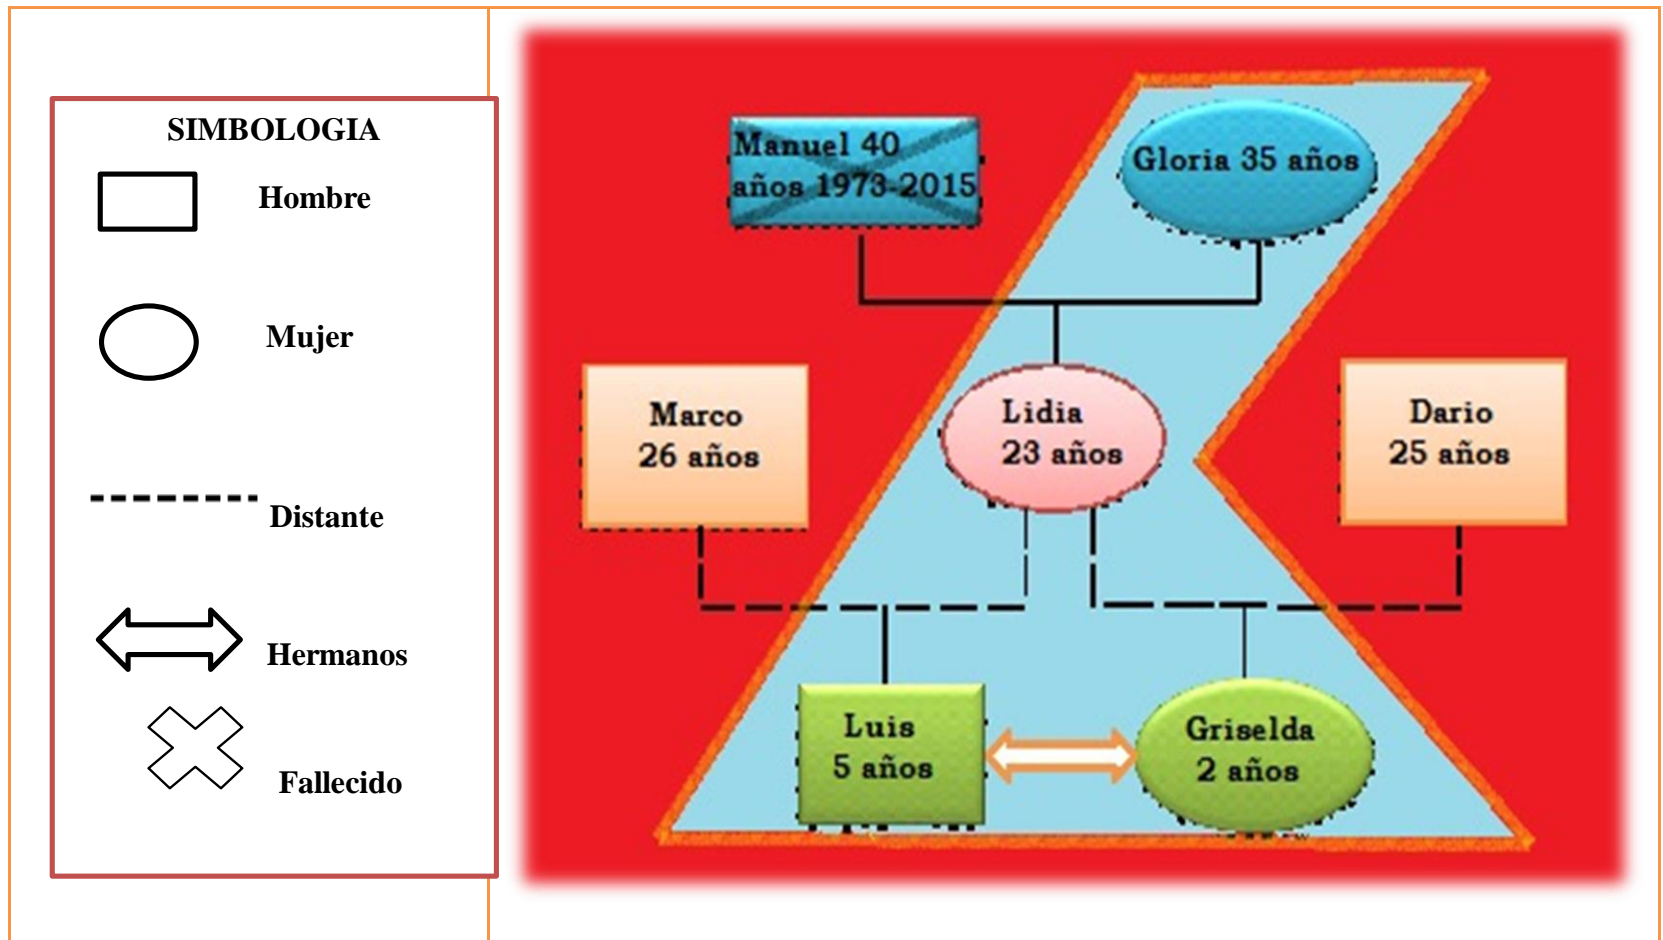 SIMBOLOGIA
Hombre
Mujer
Distante
Hermanos
Fallecido
Manuel 40
años 1973-2015
Gloria 35 años
Marco
26 años
Lidia
23 años
Dario
25 años
Luis
5 años
Griselda
2 años